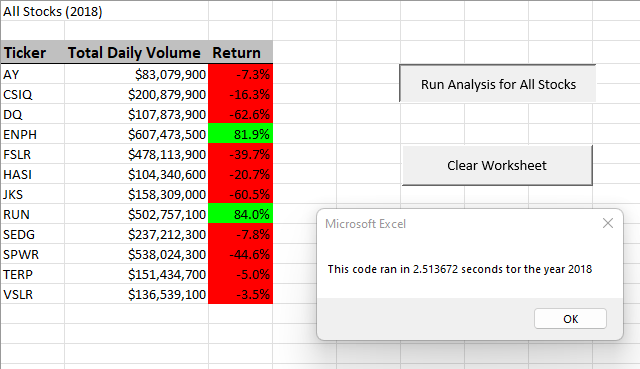 All Stocks (2018)
Ticker Total Daily Volume Return
AY $83,079,900 -7.3%
CSIQ $200,879,900 -16.3%
DQ $107,873,900 -62.6%
ENPH $607,473,500 81.9%
FSLR $478,113,900 -39.7%
HASI $104,340,600 -20.7%
JKS $158,309,000 -60.5%
RUN $502,757,100 84.0%
SEDG $237,212,300 -7.8%
SPWR $538,024,300 -44.6%
TERP $151,434,700 -5.0%
VSLR $136,539,100 -3.5%
Run Analysis for All Stocks
Clear Worksheet
Microsoft Excel
This code ran in 2.513672 seconds tor the year 2018
OK